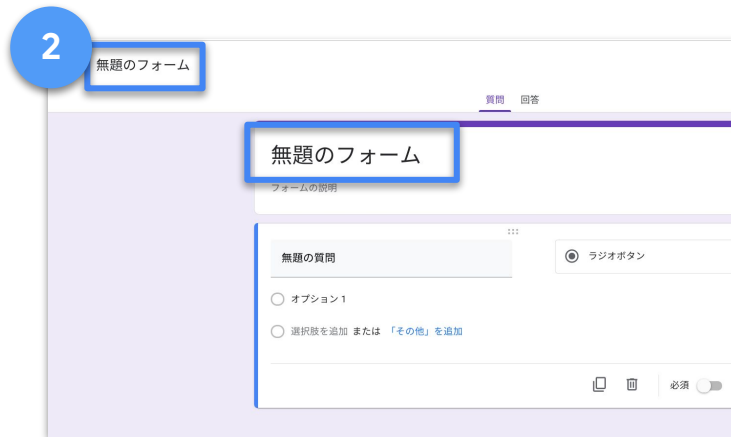 2
無題のフォーム
質問 回答
無題のフォーム
フォームの説明
無題の質問
ラジオボタン
オプション 1
選択肢を追加 または 「その他」を追加
必須